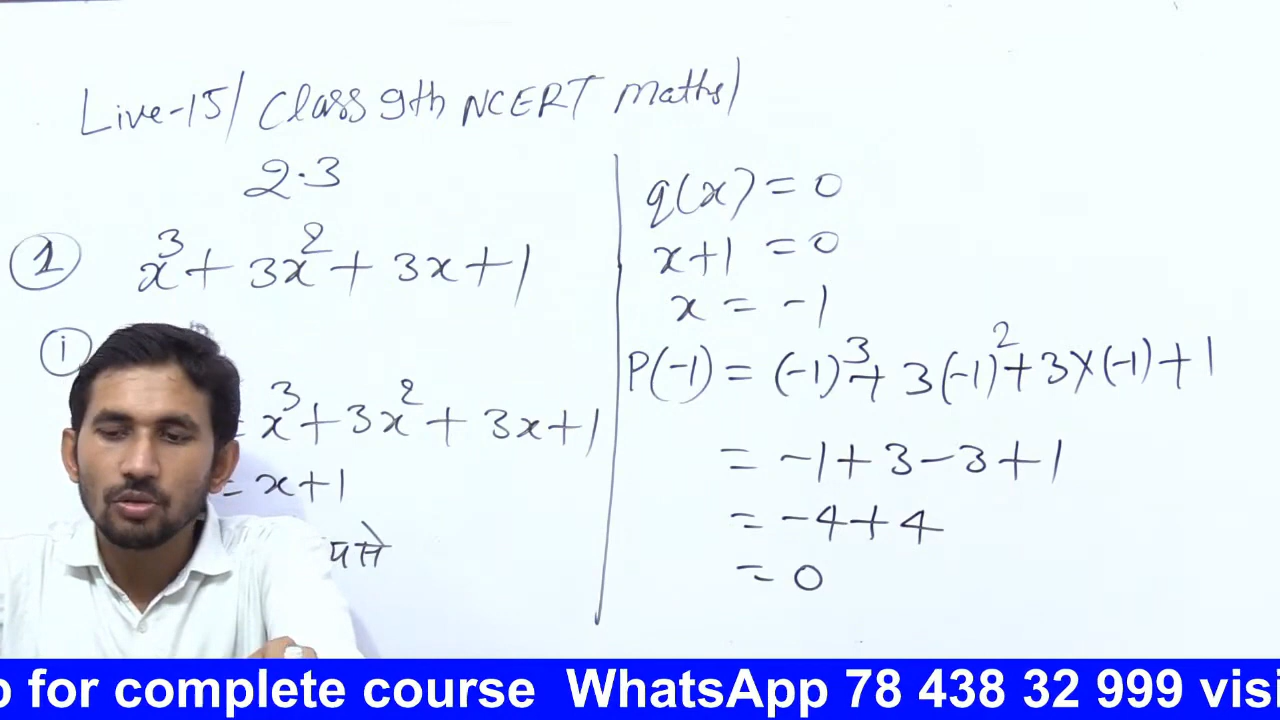 Live-15/ Class 9th NCERT maths/
2.3
① x³ + 3x² + 3x + 1
ⓘ
= x³ + 3x² + 3x + 1
= x + 1
q(x) = 0
x + 1 = 0
x = -1
P(-1) = (-1)³ + 3(-1)² + 3×(-1) + 1
= -1 + 3 - 3 + 1
= -4 + 4
= 0
p for complete course WhatsApp 78 438 32 999 visi